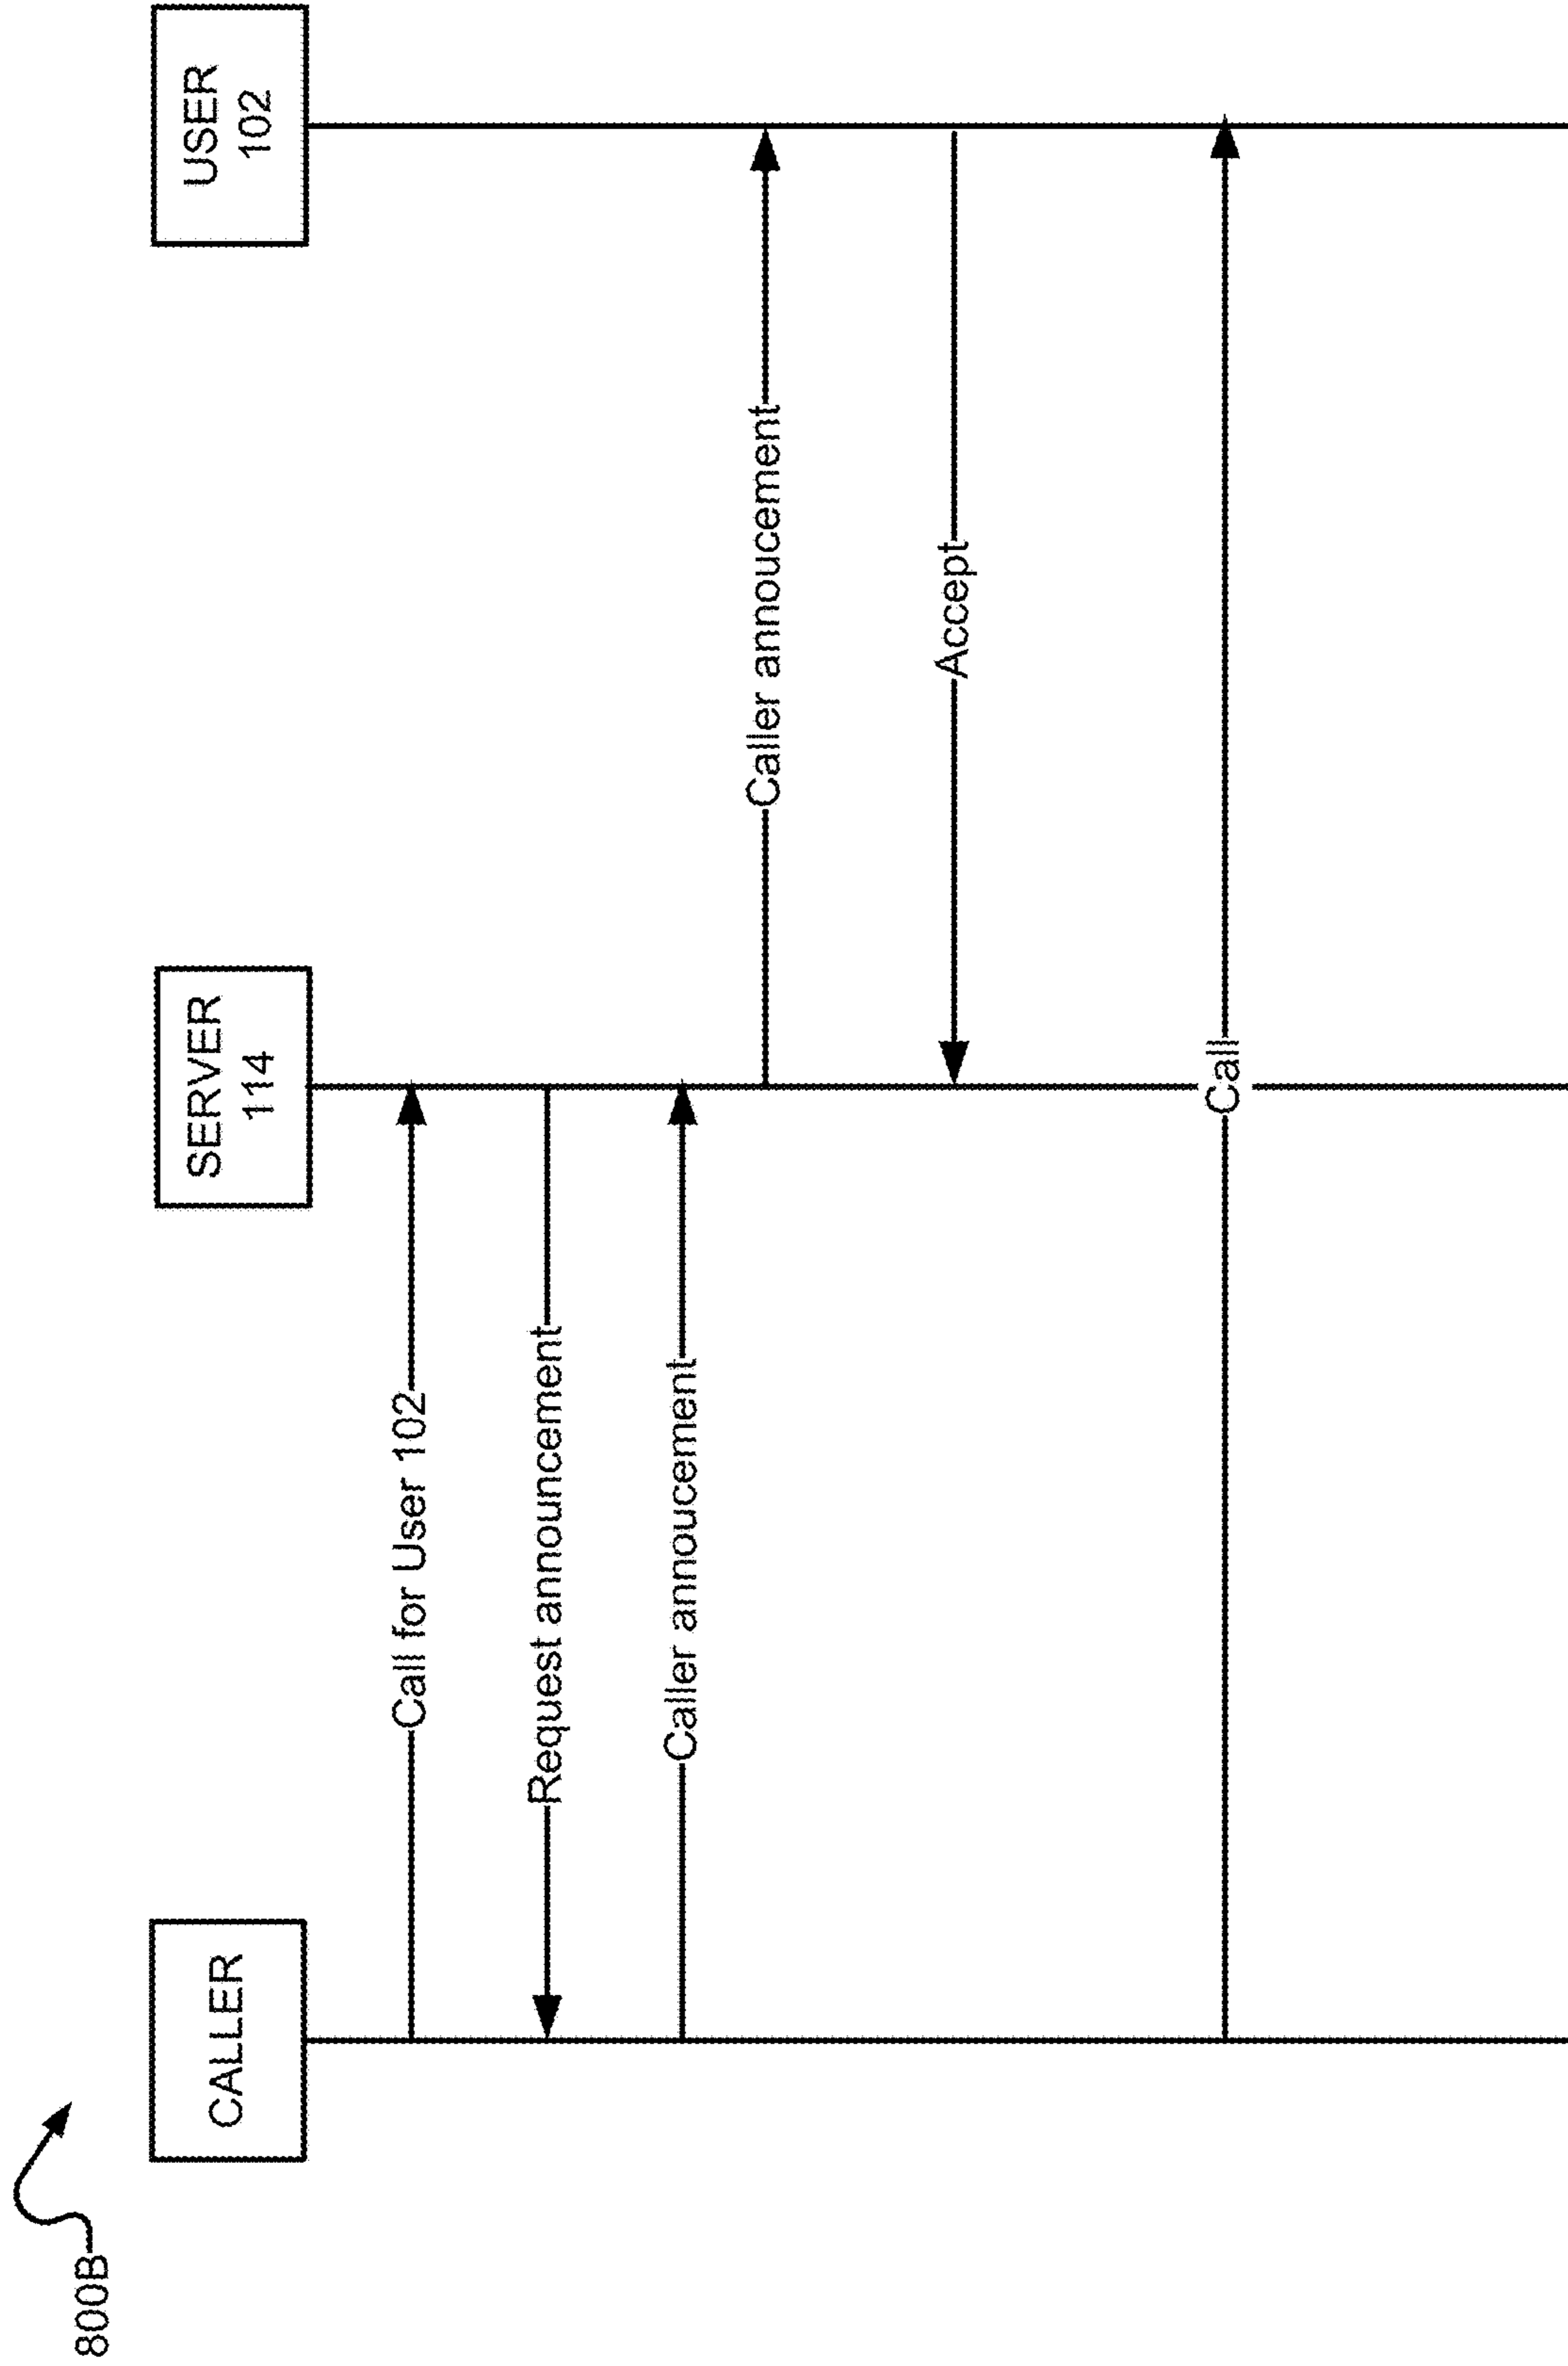 800B
CALLER
SERVER
114
USER
102
Call for User 102
Request announcement
Caller annoucement
Caller annoucement
Accept
Call